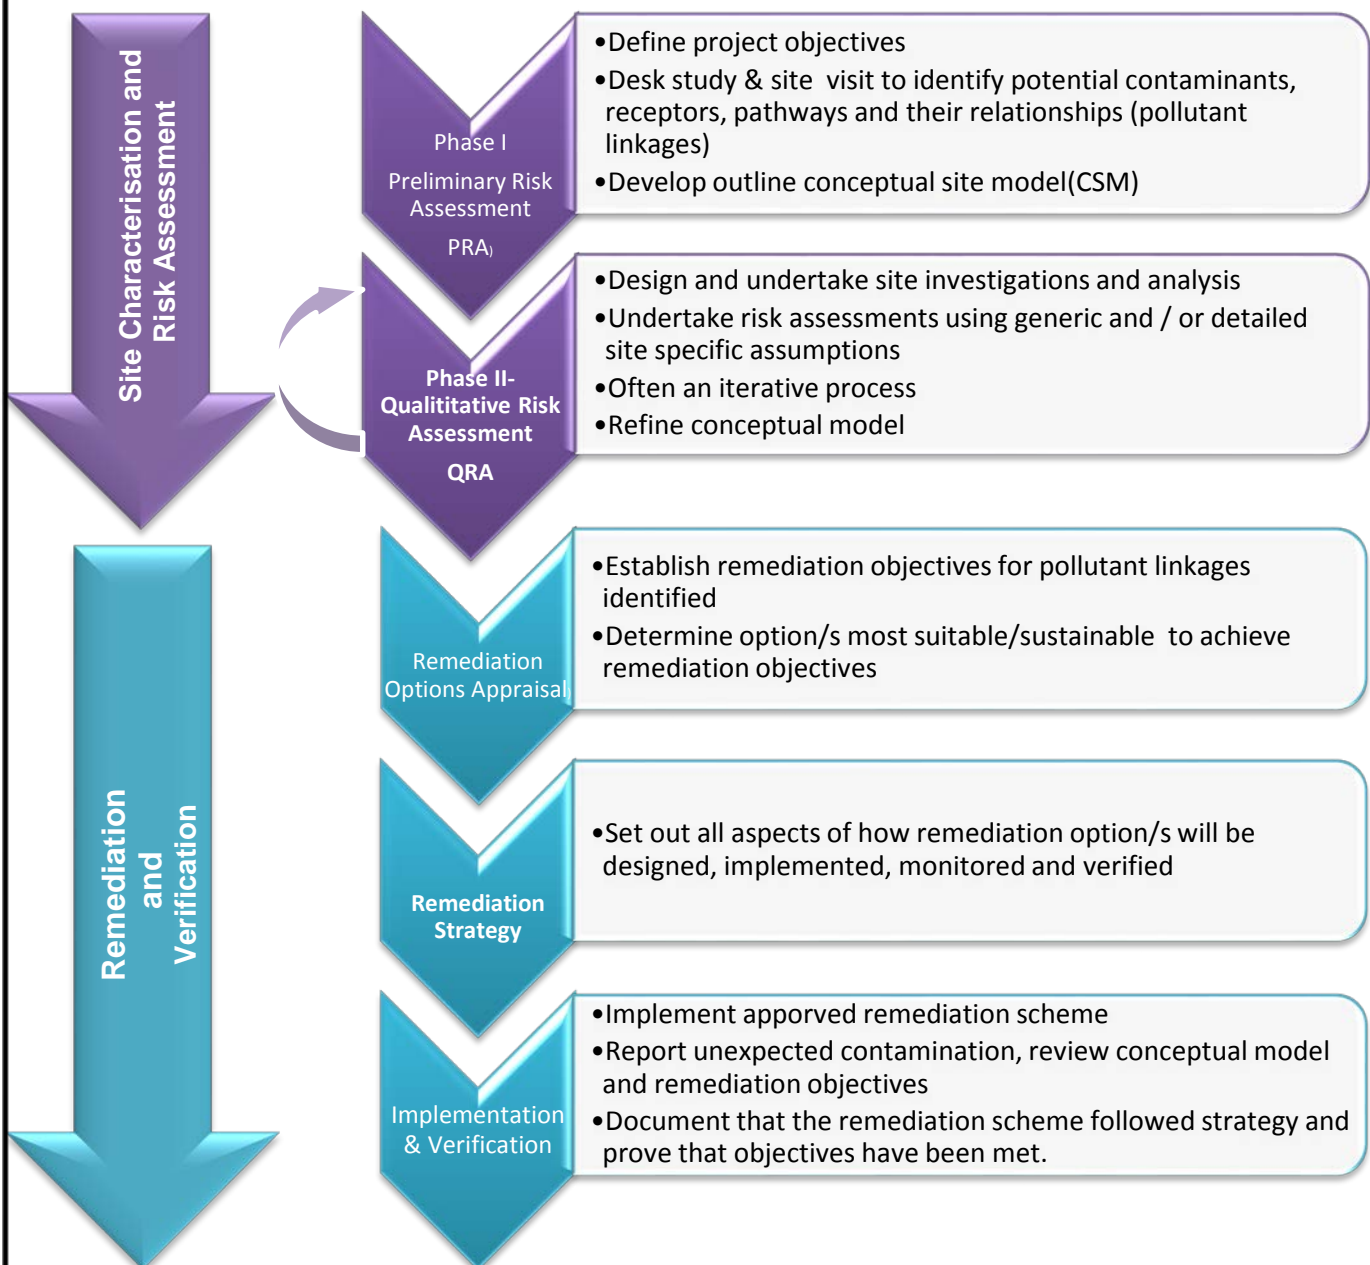 Site Characterisation and
Risk Assessment
Phase I
Preliminary Risk
Assessment
PRA)
•Define project objectives
•Desk study & site visit to identify potential contaminants,
receptors, pathways and their relationships (pollutant
linkages)
•Develop outline conceptual site model(CSM)
Phase II-
Qualititative Risk
Assessment
QRA
•Design and undertake site investigations and analysis
•Undertake risk assessments using generic and / or detailed
site specific assumptions
•Often an iterative process
•Refine conceptual model
Remediation
and
Verification
Remediation
Options Appraisal)
•Establish remediation objectives for pollutant linkages
identified
•Determine option/s most suitable/sustainable to achieve
remediation objectives
Remediation
Strategy
•Set out all aspects of how remediation option/s will be
designed, implemented, monitored and verified
Implementation
& Verification
•Implement apporved remediation scheme
•Report unexpected contamination, review conceptual model
and remediation objectives
•Document that the remediation scheme followed strategy and
prove that objectives have been met.